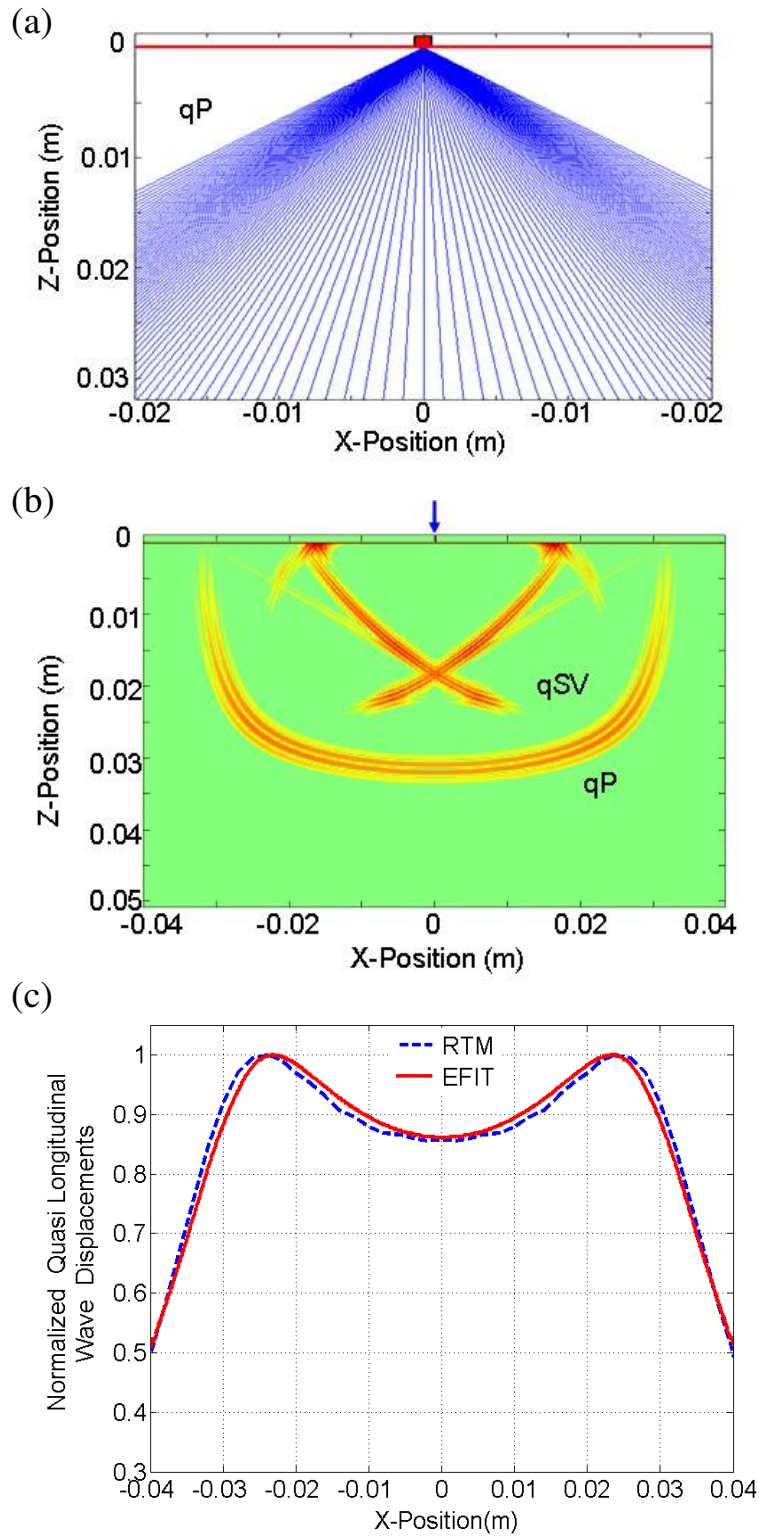 (a)
0
qP
0.01
0.02
0.03
Z-Position (m)
-0.02 -0.01 0 -0.01 -0.02
X-Position (m)
(b)
0
0.01
0.02
0.03
0.04
0.05
Z-Position (m)
qSV
qP
-0.04 -0.02 0 0.02 0.04
X-Position (m)
(c)
Normalized Quasi Longitudinal
Wave Displacements
RTM
EFIT
1
0.9
0.8
0.7
0.6
0.5
0.4
0.3
-0.04 -0.03 -0.02 -0.01 0 0.01 0.02 0.03 0.04
X-Position(m)